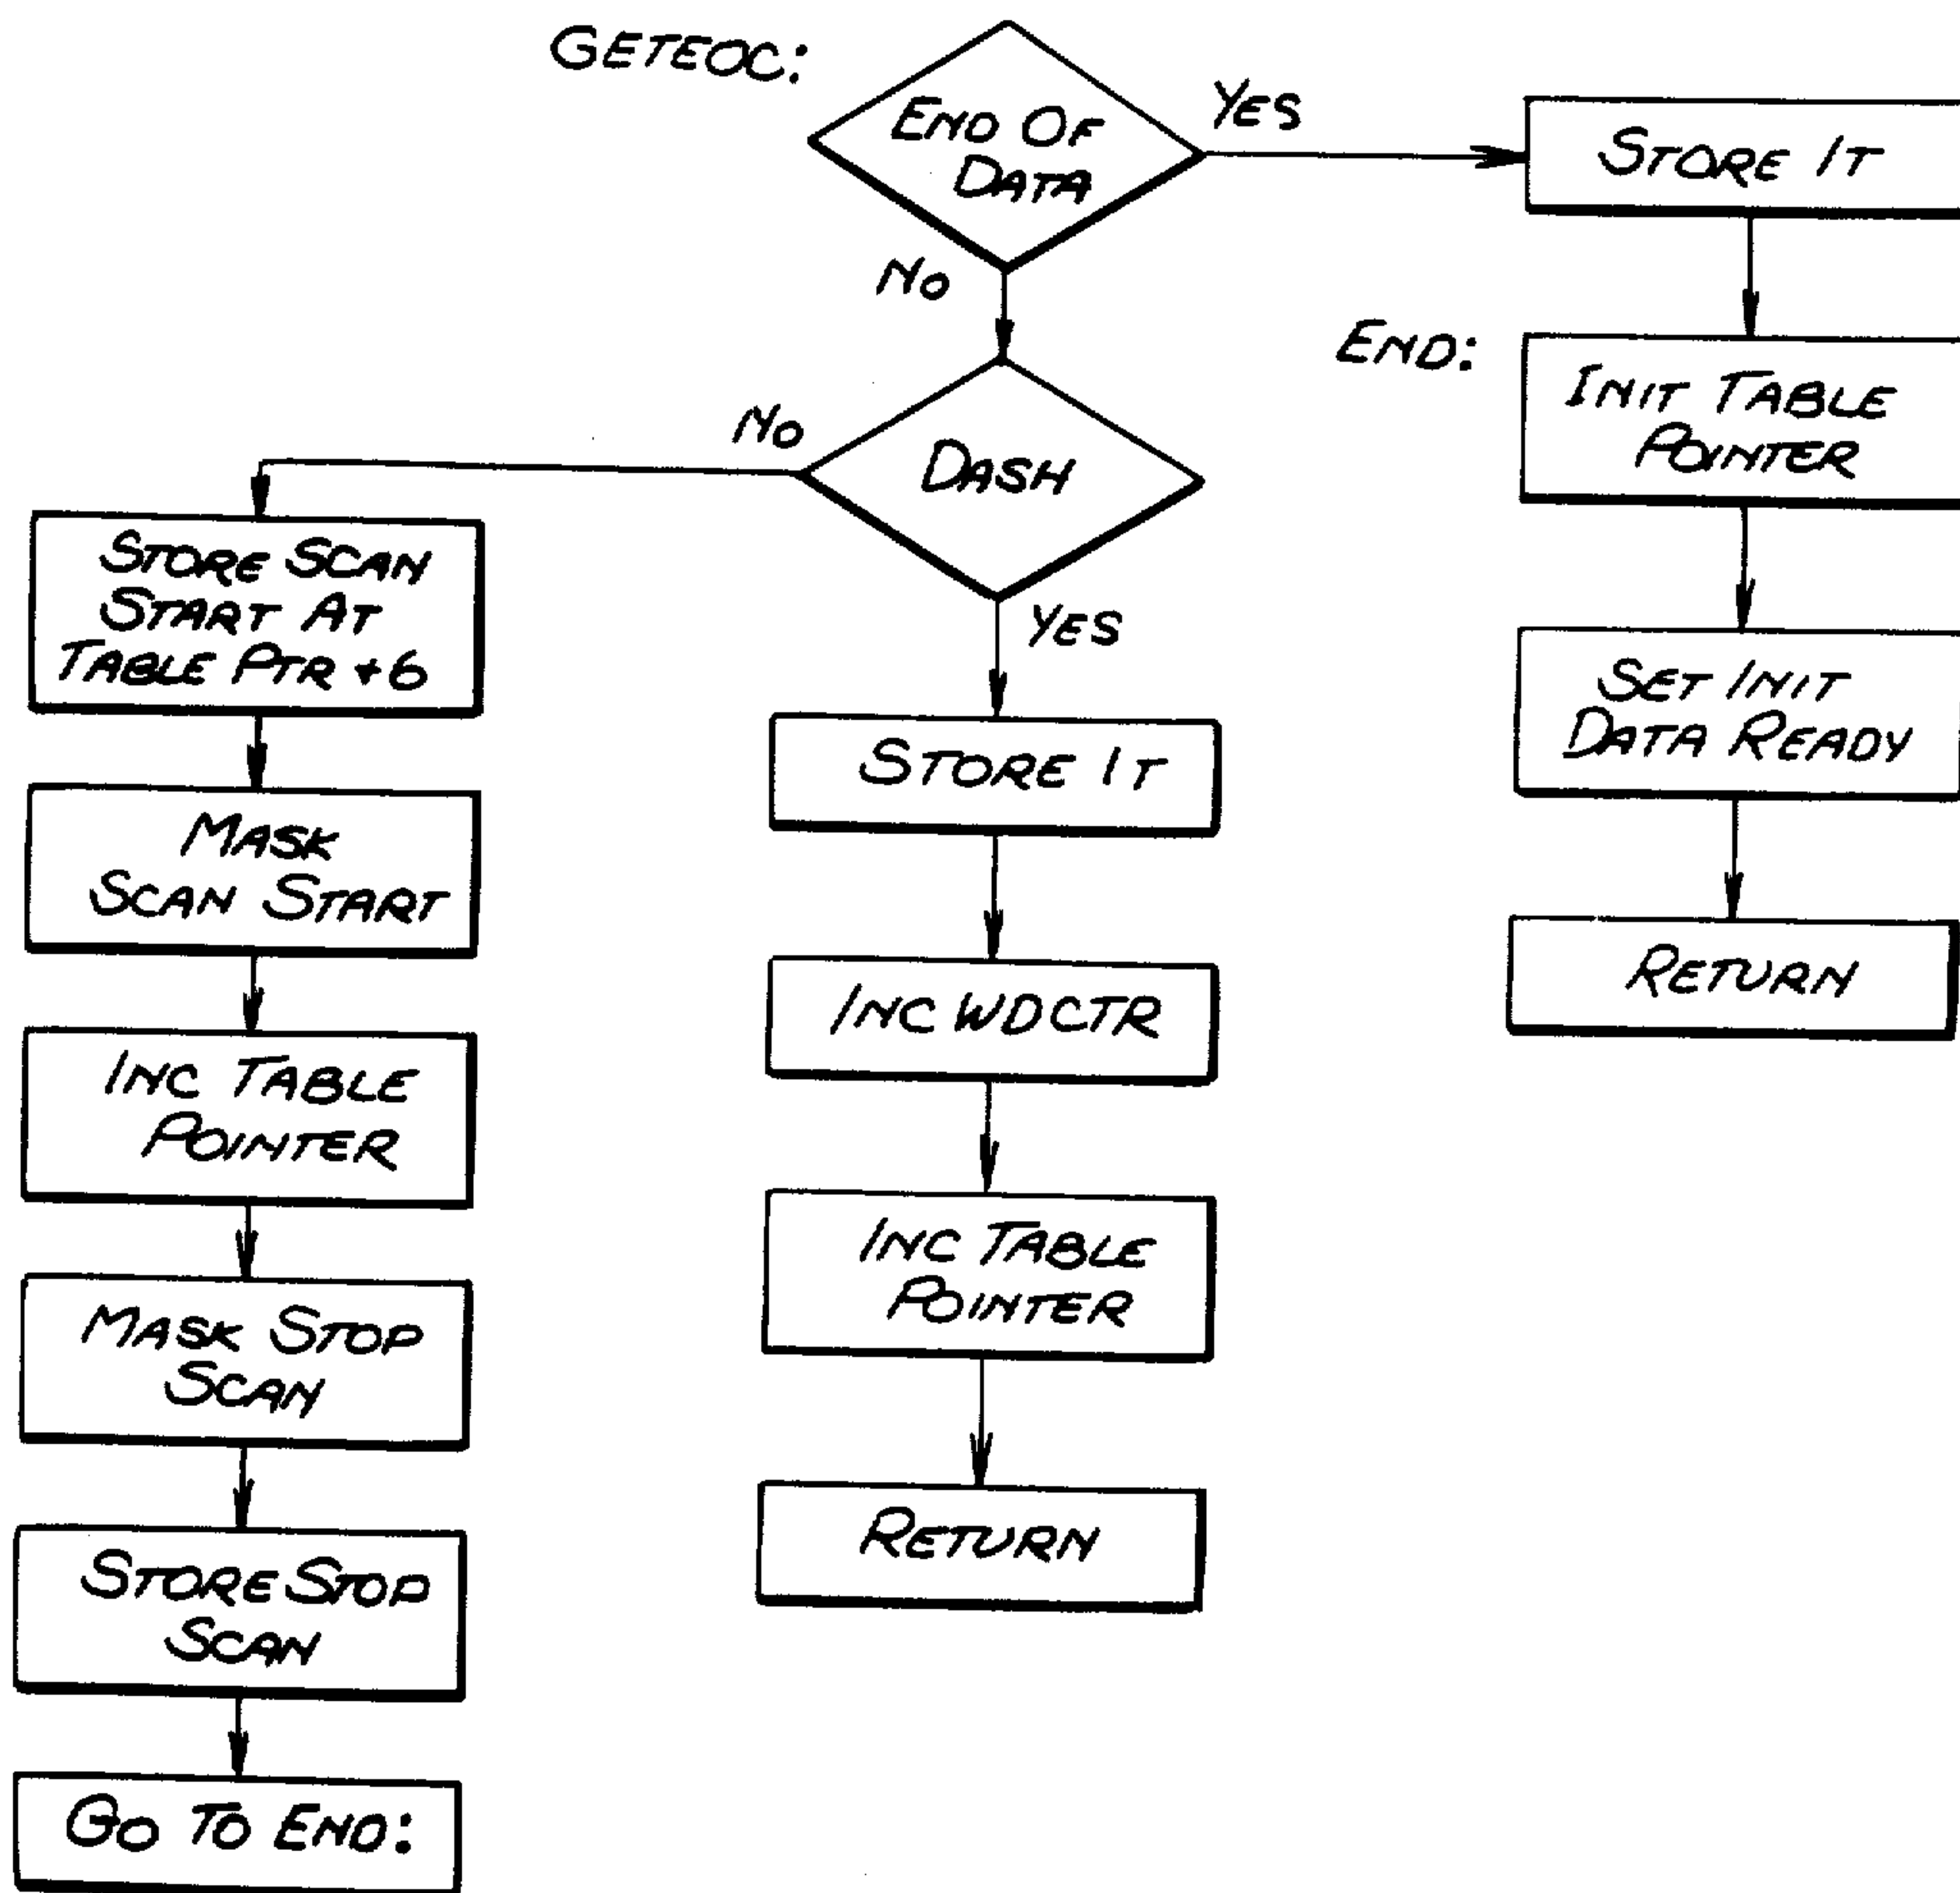 GETEOC:
END OF
DATA
YES
STORE IT
NO
END:
INIT TABLE
POINTER
SET INIT
DATA READY
RETURN
DASH
NO
STORE SCAN
START AT
TABLE PTR +6
MASK
SCAN START
INC TABLE
POINTER
MASK STOP
SCAN
STORE STOP
SCAN
GO TO END:
YES
STORE IT
INC WDCTR
INC TABLE
POINTER
RETURN